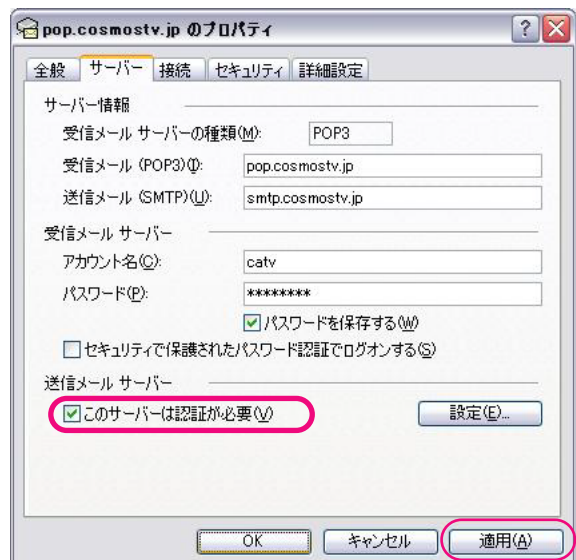 pop.cosmostv.jp のプロパティ
全般 サーバー 接続 セキュリティ 詳細設定
サーバー情報
受信メール サーバーの種類(M): POP3
受信メール (POP3)(I): pop.cosmostv.jp
送信メール (SMTP)(U): smtp.cosmostv.jp
受信メール サーバー
アカウント名(C): catv
パスワード(P): ********
パスワードを保存する(W)
セキュリティで保護されたパスワード認証でログオンする(S)
送信メール サーバー
このサーバーは認証が必要(V) 設定(E)...
OK キャンセル 適用(A)